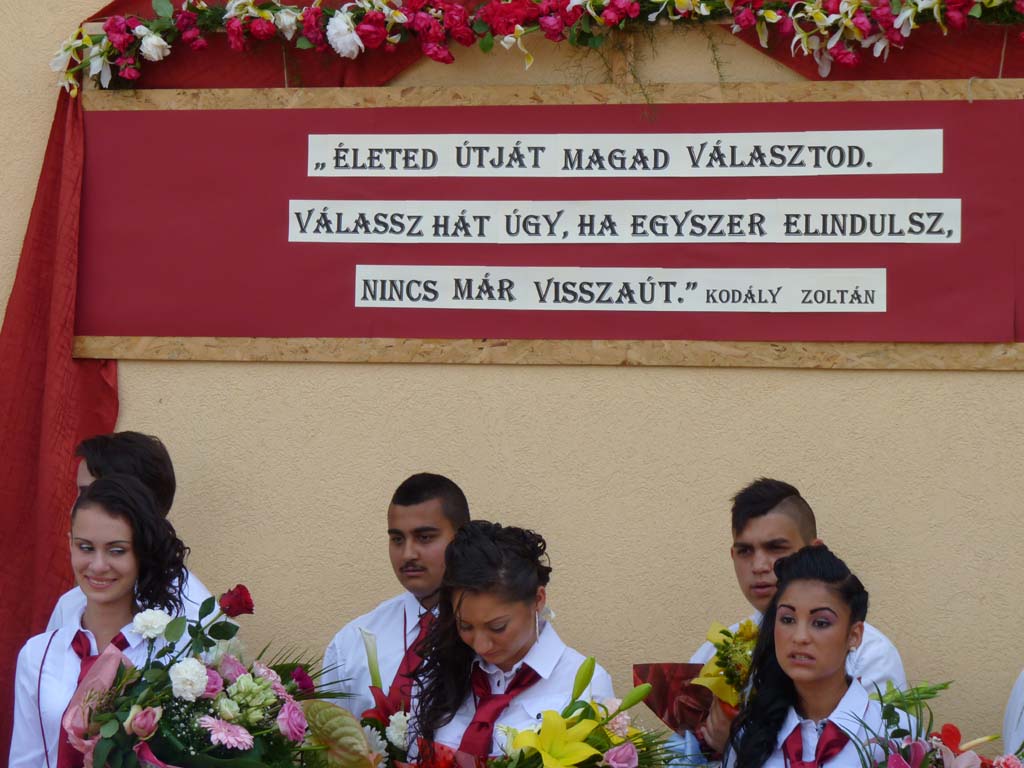 „ÉLETED ÚTJÁT MAGAD VÁLASZTOD.
VÁLASSZ HÁT ÚGY, HA EGYSZER ELINDULSZ,
NINCS MÁR VISSZAÚT.” KODÁLY ZOLTÁN